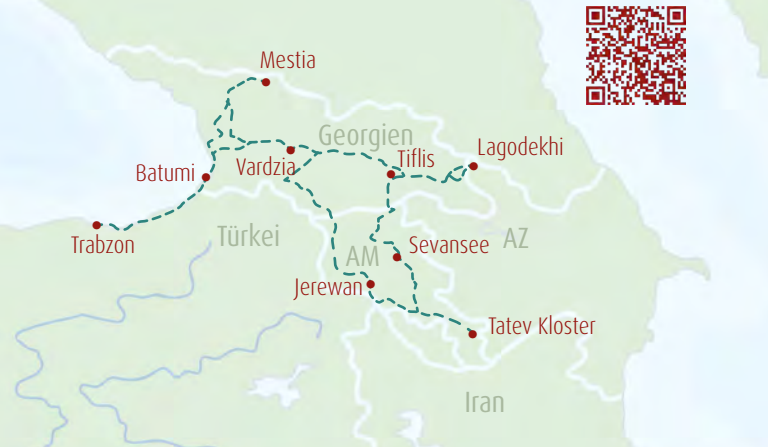 Mestia
Georgien
Lagodekhi
Tiflis
Vardzia
Batumi
Trabzon
Türkei
Sevansee
AZ
AM
Jerewan
Tatev Kloster
Iran